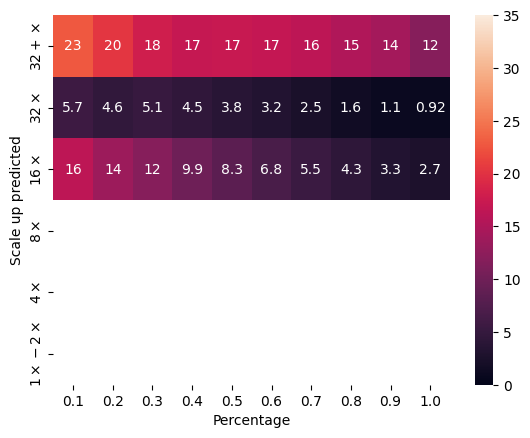 Scale up predicted
32 + ×
23 20 18 17 17 17 16 15 14 12
32 ×
5.7 4.6 5.1 4.5 3.8 3.2 2.5 1.6 1.1 0.92
16 ×
16 14 12 9.9 8.3 6.8 5.5 4.3 3.3 2.7
8 ×
4 ×
1 × − 2 ×
0.1 0.2 0.3 0.4 0.5 0.6 0.7 0.8 0.9 1.0
Percentage
35
30
25
20
15
10
5
0